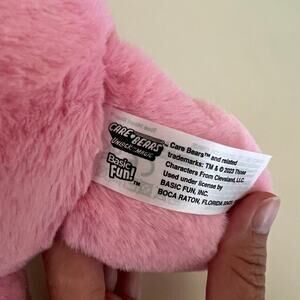 CARE BEARS
UNLOCK THE MAGIC
Basic
Fun!™
Care Bears™ and related
trademarks: TM & © 2023 Those
Characters From Cleveland, LLC.
Used under license by
BASIC FUN, INC.
BOCA RATON, FLORIDA